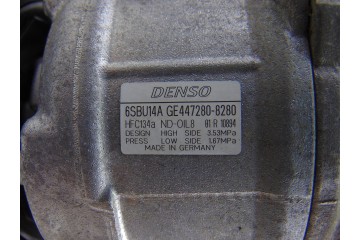 DENSO
6SBU14A GE447280-6280
HFC134a ND-OIL8 01 R 10894
DESIGN HIGH SIDE 3.53MPa
PRESS LOW SIDE 1.67MPa
MADE IN GERMANY